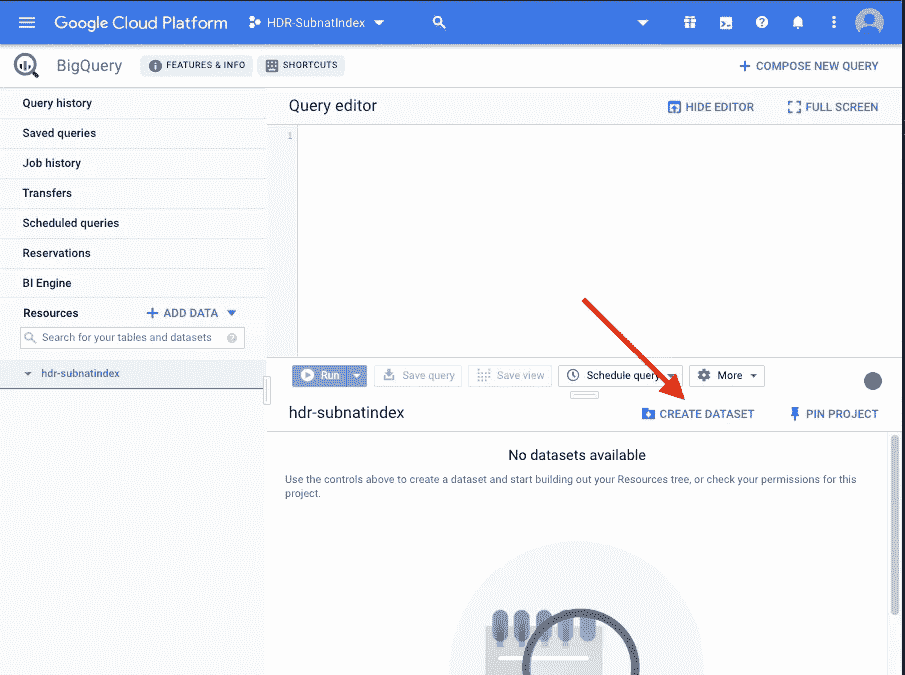 Google Cloud Platform HDR-SubnatIndex
BigQuery FEATURES & INFO SHORTCUTS COMPOSE NEW QUERY
Query history
Saved queries
Job history
Transfers
Scheduled queries
Reservations
BI Engine
Resources ADD DATA
Search for your tables and datasets
hdr-subnatindex
Query editor HIDE EDITOR FULL SCREEN
1
Run Save query Save view Schedule query More
hdr-subnatindex CREATE DATASET PIN PROJECT
No datasets available
Use the controls above to create a dataset and start building out your Resources tree, or check your permissions for this
project.